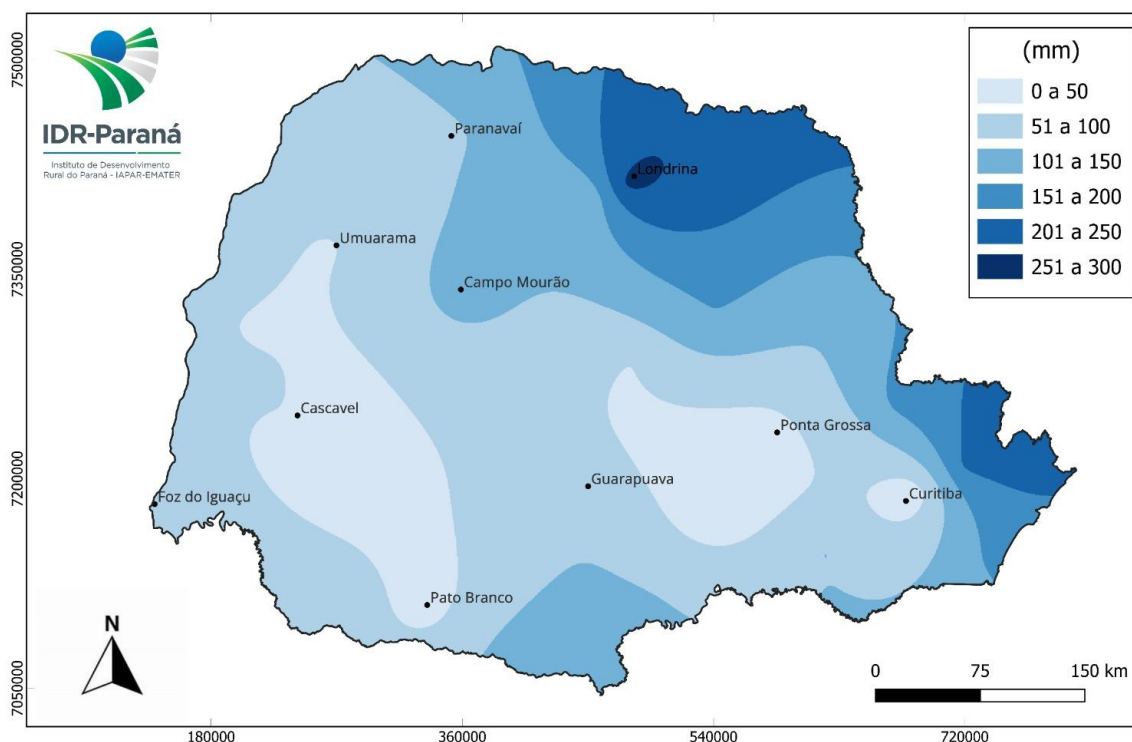 IDR-Paraná
Instituto de Desenvolvimento
Rural do Paraná - IAPAR-EMATER
(mm)
0 a 50
51 a 100
101 a 150
151 a 200
201 a 250
251 a 300
Paranavaí
Londrina
Umuarama
Campo Mourão
Cascavel
Ponta Grossa
Guarapuava
Foz do Iguaçu
Curitiba
Pato Branco
N
0 75 150 km
7500000
7350000
7200000
7050000
180000 360000 540000 720000